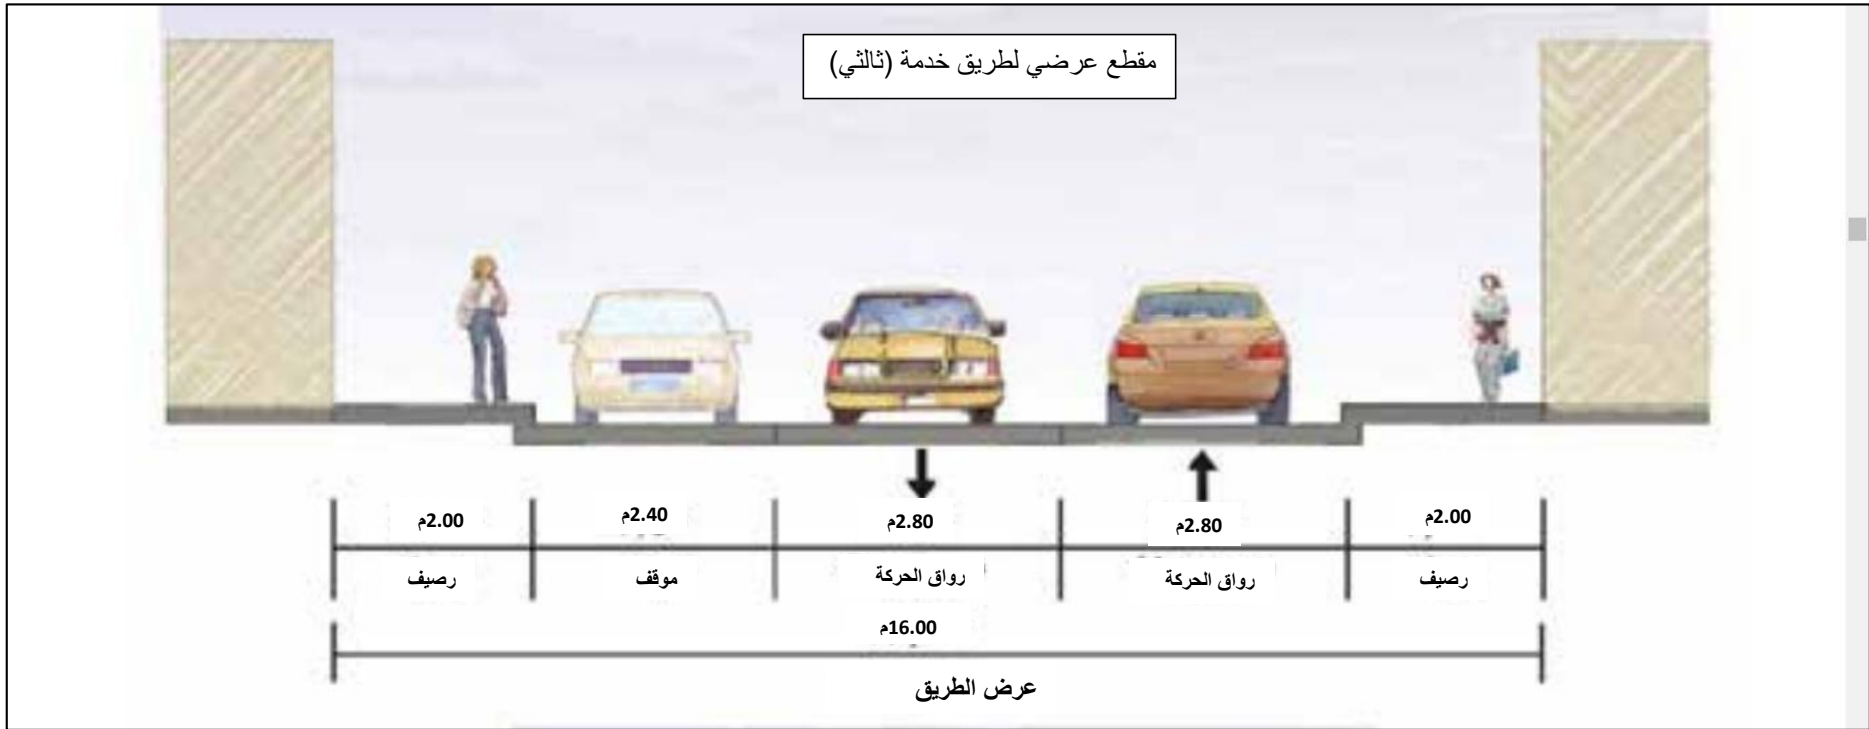 مقطع عرضي لطريق خدمة (ثالثي)
2.00م
2.40م
2.80م
2.80م
2.00م
رصيف
موقف
رواق الحركة
رواق الحركة
رصيف
16.00م
عرض الطريق